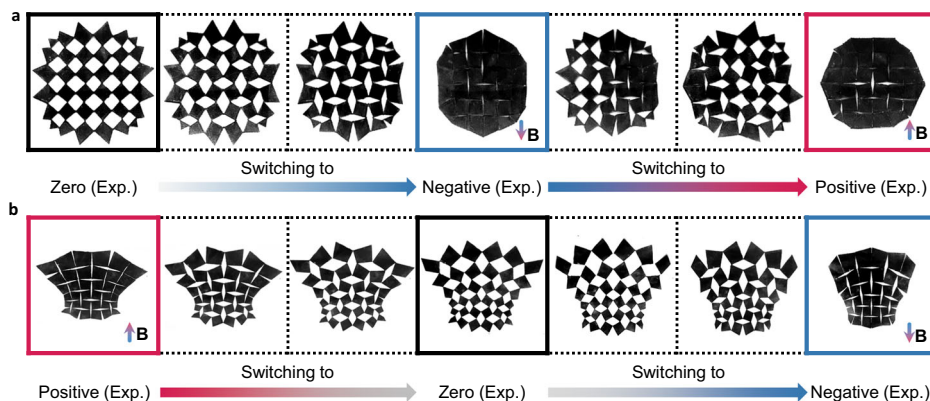 a
B
B
Switching to
Switching to
Zero (Exp.)
Negative (Exp.)
Positive (Exp.)
b
B
B
Switching to
Switching to
Positive (Exp.)
Zero (Exp.)
Negative (Exp.)